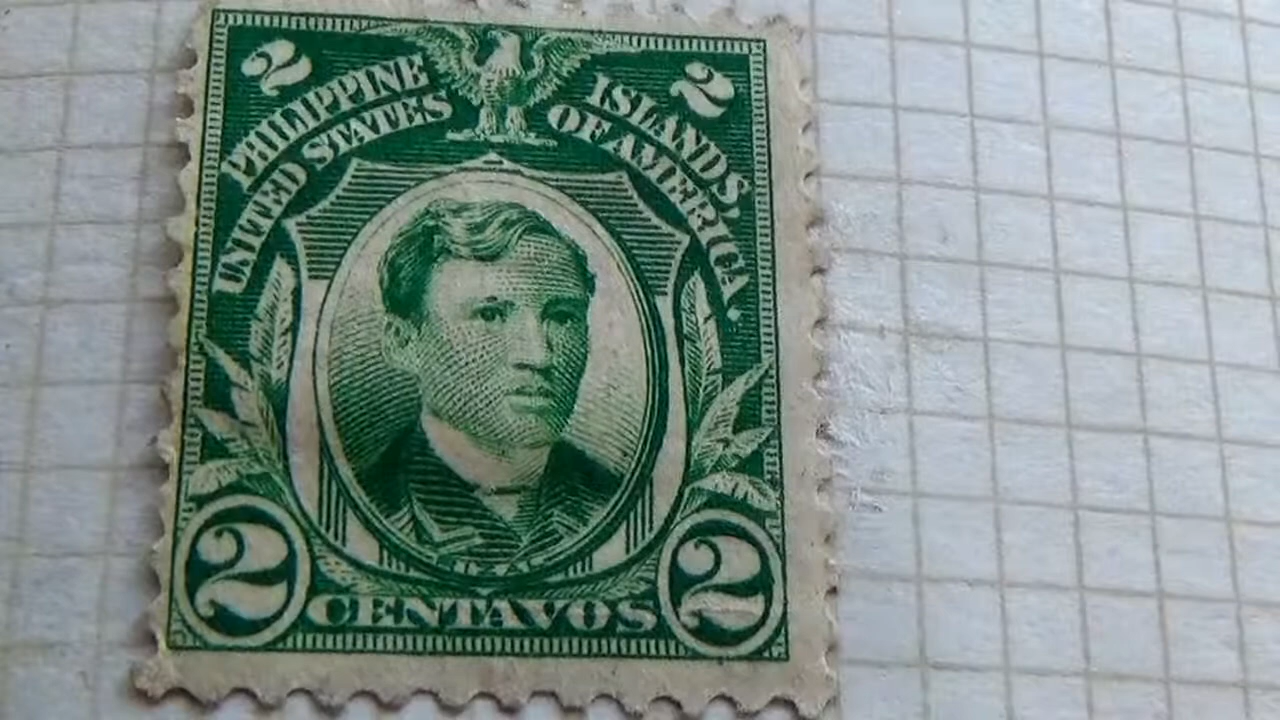 2 2
PHILIPPINE ISLANDS,
UNITED STATES OF AMERICA.
2 CENTAVOS 2